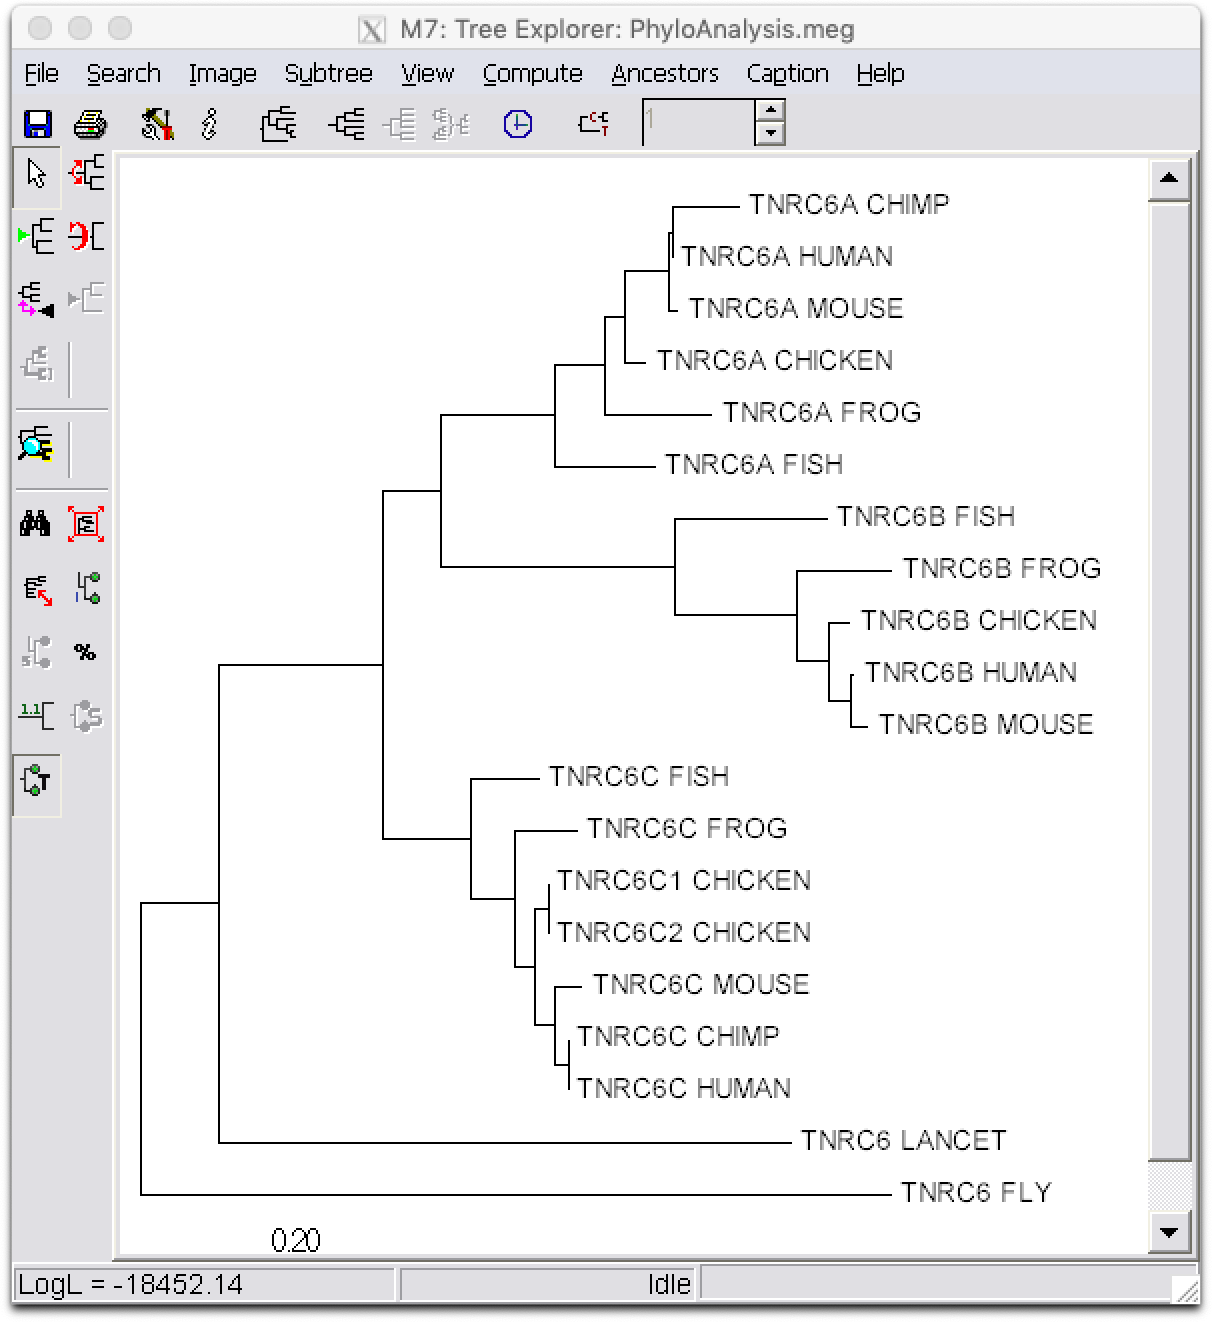 M7: Tree Explorer: PhyloAnalysis.meg
File Search Image Subtree View Compute Ancestors Caption Help
1
TNRC6A CHIMP
TNRC6A HUMAN
TNRC6A MOUSE
TNRC6A CHICKEN
TNRC6A FROG
TNRC6A FISH
TNRC6B FISH
TNRC6B FROG
TNRC6B CHICKEN
TNRC6B HUMAN
TNRC6B MOUSE
TNRC6C FISH
TNRC6C FROG
TNRC6C1 CHICKEN
TNRC6C2 CHICKEN
TNRC6C MOUSE
TNRC6C CHIMP
TNRC6C HUMAN
TNRC6 LANCET
TNRC6 FLY
0.20
LogL = -18452.14 Idle